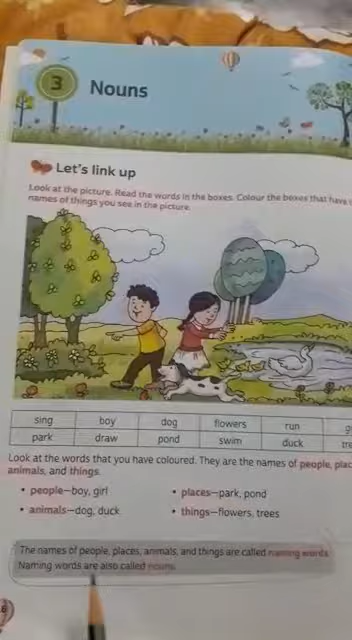 3
Nouns
Let's link up
Look at the picture. Read the words in the boxes. Colour the boxes that have
names of things you see in the picture.
sing boy dog flowers run
park draw pond swim duck
Look at the words that you have coloured. They are the names of people,
animals, and things.
• people—boy, girl • places—park, pond
• animals—dog, duck • things—flowers, trees
The names of people, places, animals, and things are called naming words.
Naming words are also called nouns.